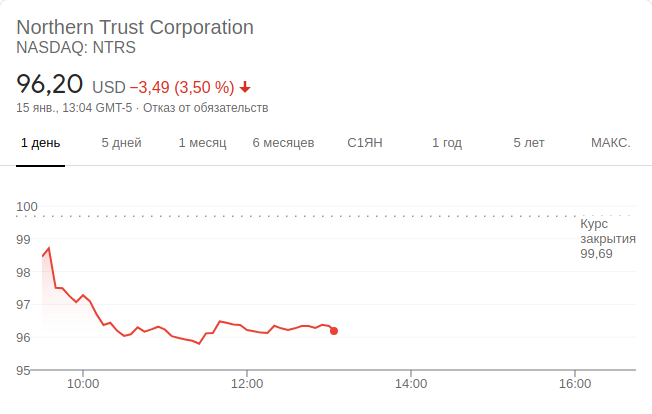 Northern Trust Corporation
NASDAQ: NTRS
96,20 USD −3,49 (3,50 %)
15 янв., 13:04 GMT-5 · Отказ от обязательств
1 день 5 дней 1 месяц 6 месяцев С1ЯН 1 год 5 лет МАКС.
100
99
98
97
96
95
Курс
закрытия
99,69
10:00 12:00 14:00 16:00